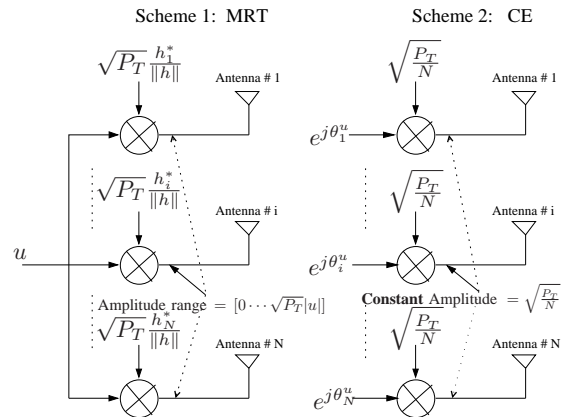 Scheme 1: MRT
√P_T h_1^*/‖h‖
Antenna # 1
√P_T h_i^*/‖h‖
Antenna # i
u
Amplitude range = [0 · · · √P_T|u|]
√P_T h_N^*/‖h‖
Antenna # N
Scheme 2: CE
√(P_T/N)
Antenna # 1
e^{jθ_1^u}
√(P_T/N)
Antenna # i
e^{jθ_i^u}
Constant Amplitude = √(P_T/N)
√(P_T/N)
Antenna # N
e^{jθ_N^u}